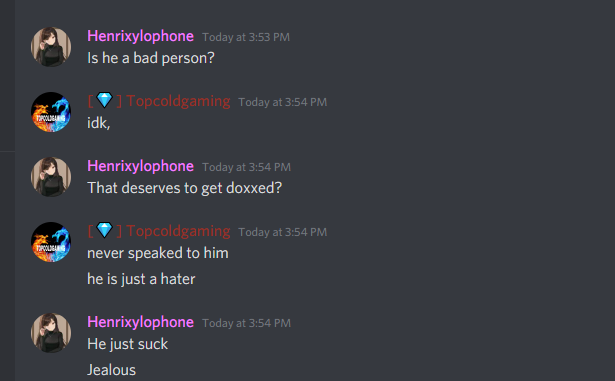 Henrixylophone Today at 3:53 PM
Is he a bad person?
[💎] Topcoldgaming Today at 3:54 PM
idk,
Henrixylophone Today at 3:54 PM
That deserves to get doxxed?
[💎] Topcoldgaming Today at 3:54 PM
never speaked to him
he is just a hater
Henrixylophone Today at 3:54 PM
He just suck
Jealous